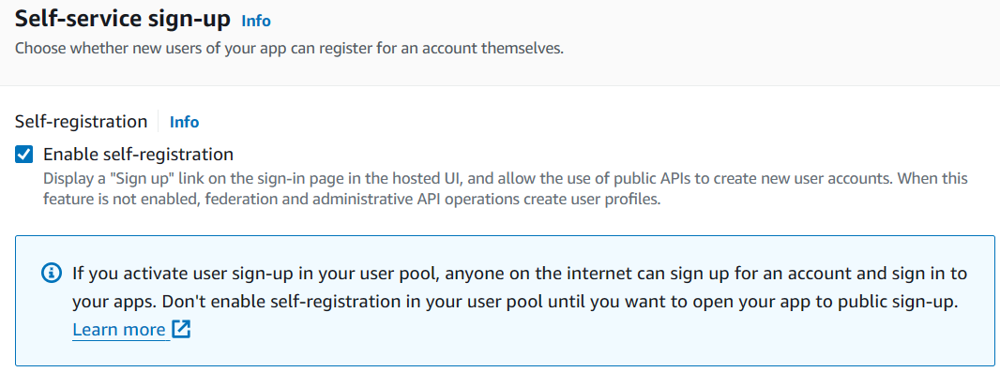 Self-service sign-up Info
Choose whether new users of your app can register for an account themselves.
Self-registration Info
Enable self-registration
Display a "Sign up" link on the sign-in page in the hosted UI, and allow the use of public APIs to create new user accounts. When this
feature is not enabled, federation and administrative API operations create user profiles.
If you activate user sign-up in your user pool, anyone on the internet can sign up for an account and sign in to
your apps. Don't enable self-registration in your user pool until you want to open your app to public sign-up.
Learn more